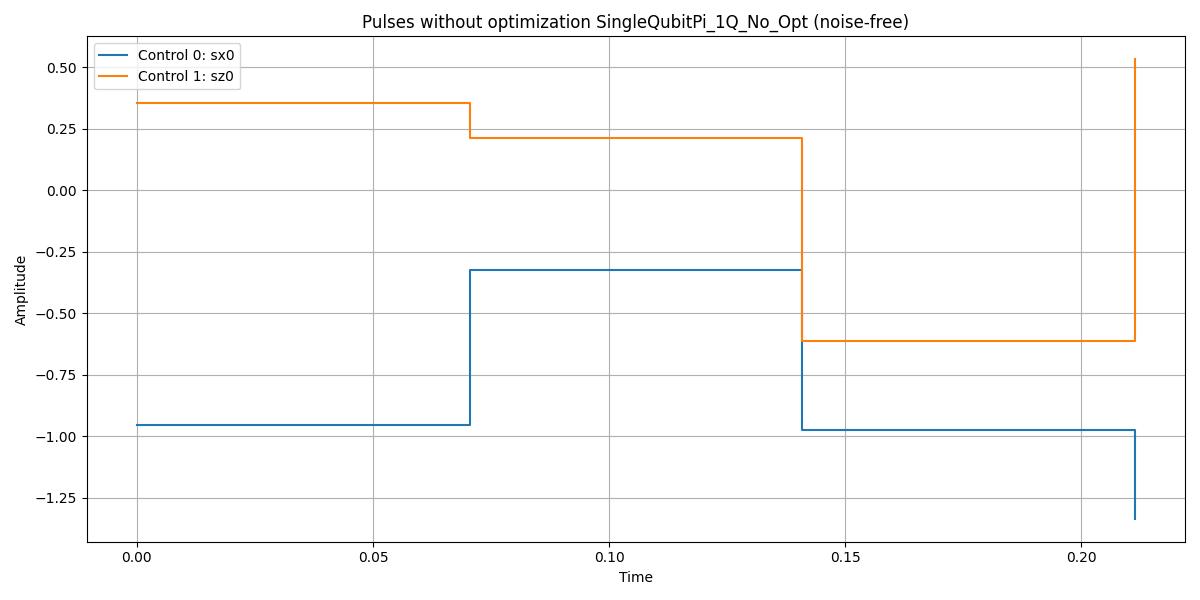 Pulses without optimization SingleQubitPi_1Q_No_Opt (noise-free)
Control 0: sx0
Control 1: sz0
Amplitude
0.50
0.25
0.00
−0.25
−0.50
−0.75
−1.00
−1.25
0.00 0.05 0.10 0.15 0.20
Time